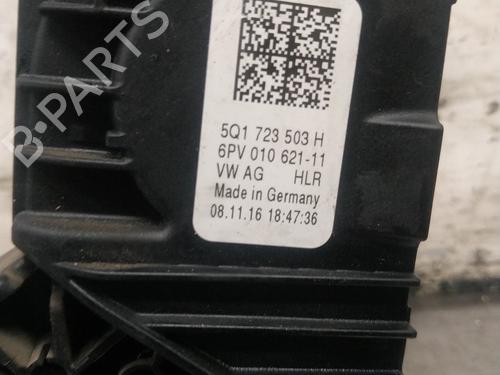 B-PARTS
5Q1 723 503 H
6PV 010 621-11
VW AG HLR
Made in Germany
08.11.16 18:47:36